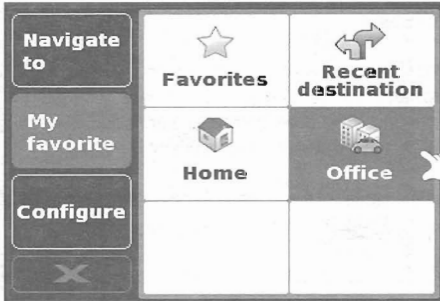 Navigate
to
My
favorite
Configure
Favorites
Recent
destination
Home
Office